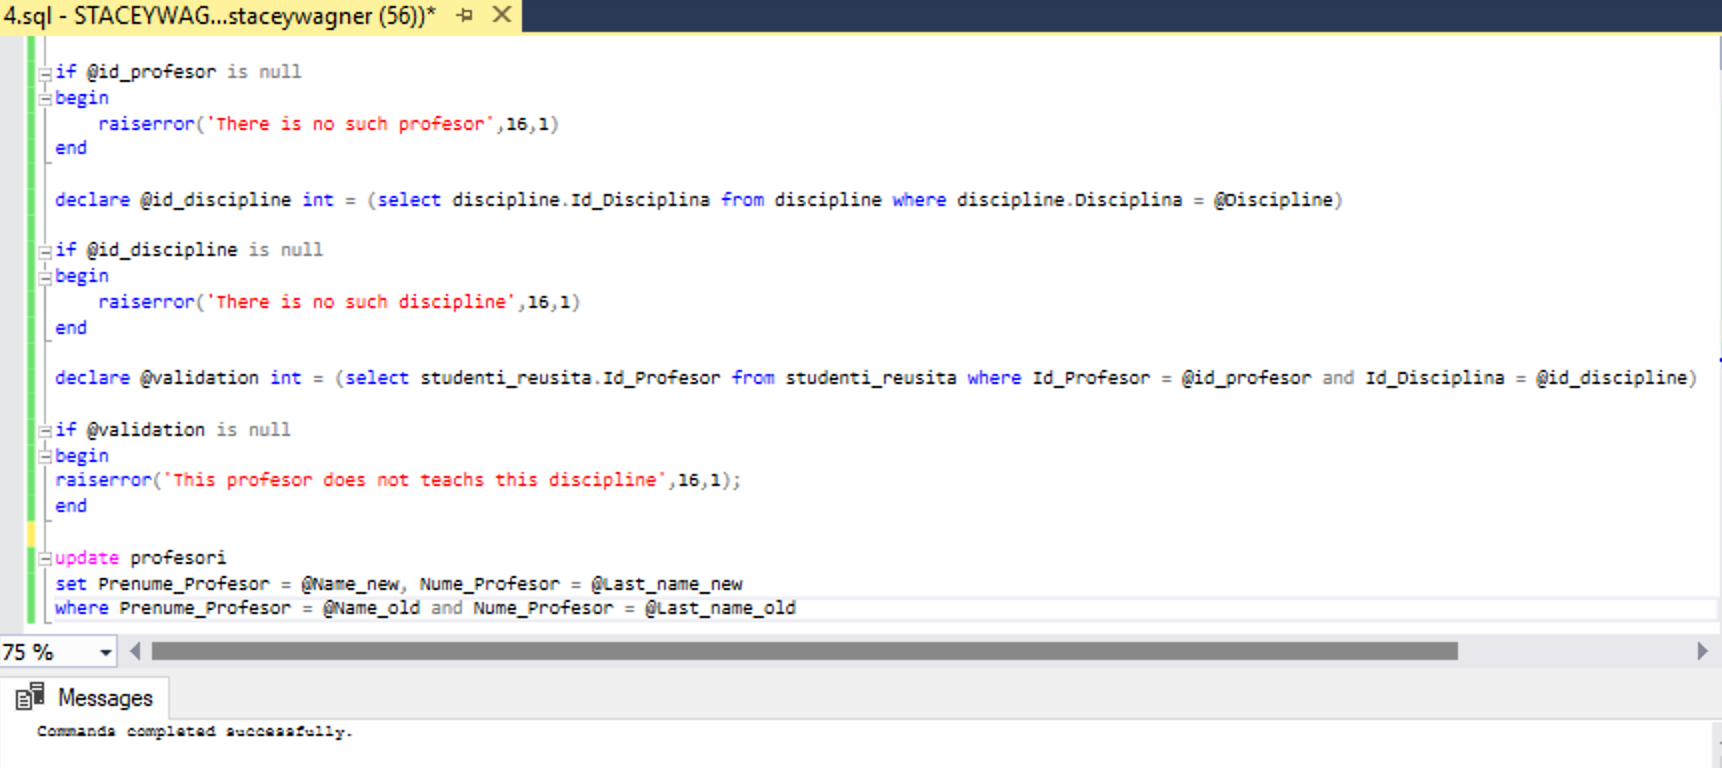 4.sql - STACEYWAG...staceywagner (56))*
if @id_profesor is null
begin
raiserror('There is no such profesor',16,1)
end
declare @id_discipline int = (select discipline.Id_Disciplina from discipline where discipline.Disciplina = @Discipline)
if @id_discipline is null
begin
raiserror('There is no such discipline',16,1)
end
declare @validation int = (select studenti_reusita.Id_Profesor from studenti_reusita where Id_Profesor = @id_profesor and Id_Disciplina = @id_discipline)
if @validation is null
begin
raiserror('This profesor does not teachs this discipline',16,1);
end
update profesori
set Prenume_Profesor = @Name_new, Nume_Profesor = @Last_name_new
where Prenume_Profesor = @Name_old and Nume_Profesor = @Last_name_old
75 %
Messages
Commands completed successfully.